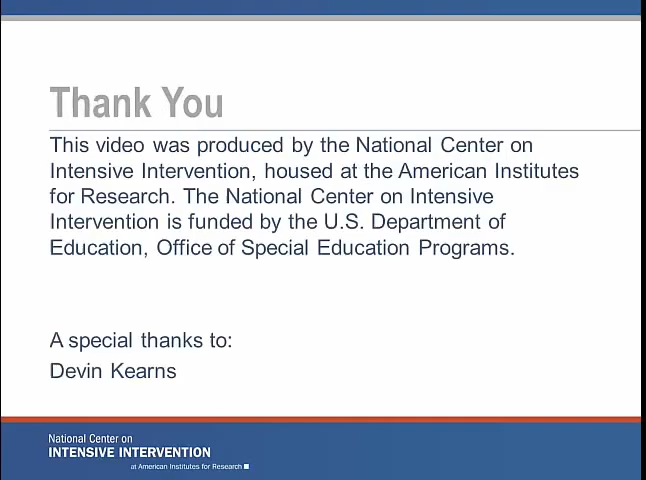 Thank You
This video was produced by the National Center on
Intensive Intervention, housed at the American Institutes
for Research. The National Center on Intensive
Intervention is funded by the U.S. Department of
Education, Office of Special Education Programs.
A special thanks to:
Devin Kearns
National Center on
INTENSIVE INTERVENTION
at American Institutes for Research